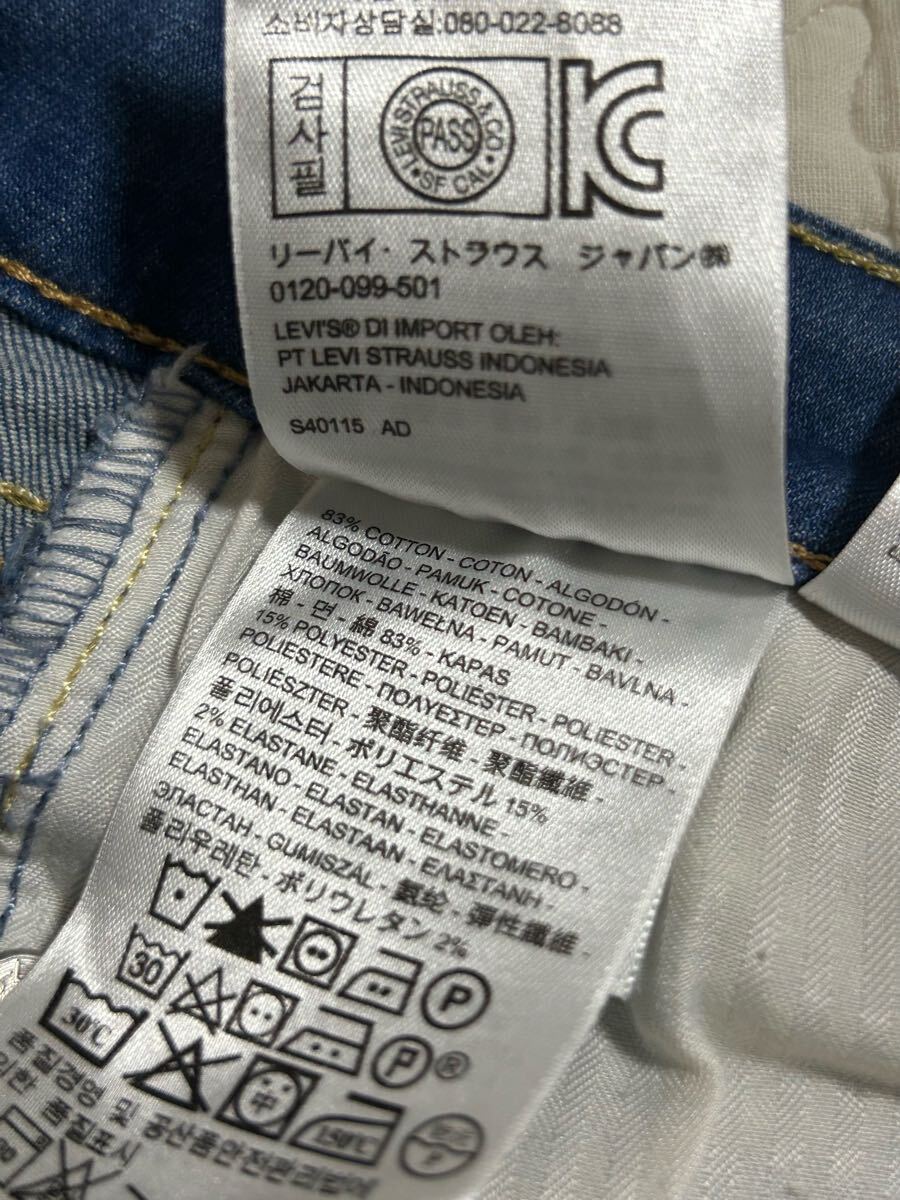 소비자상담실:080-022-8088
검사필
LEVI STRAUSS & CO
PASS
SF CAL
リーバイ・ストラウス ジャパン㈱
0120-099-501
LEVI'S® DI IMPORT OLEH:
PT LEVI STRAUSS INDONESIA
JAKARTA - INDONESIA
S40115 AD
83% COTTON - COTON - ALGODÓN -
ALGODÃO - PAMUK - COTONE -
BAUMWOLLE - KATOEN - BAMBAKI -
ХЛОПОК - BAWEŁNA - PAMUT - BAVLNA -
棉 - 면 - 綿 83% - KAPAS
15% POLYESTER - POLIÉSTER - POLIESTER -
POLIESTERE - ΠΟΛΥΕΣΤΕΡ - ПОЛИЭСТЕР -
POLIÉSZTER - 聚酯纤维 - 聚酯纖維 -
폴리에스터 - ポリエステル 15%
2% ELASTANE - ELASTHANNE -
ELASTANO - ELASTAN - ELASTOMERO -
ELASTHAN - ELASTAAN - ΕΛΑΣΤΑΝΗ -
ЭЛАСТАН - GUMISZÁL - 氨纶 - 彈性纖維 -
폴리우레탄 - ポリウレタン 2%
P
30 P ®
30℃ 中 150℃ P
품질경영 및 공산품안전관리법에
의한 품질표시